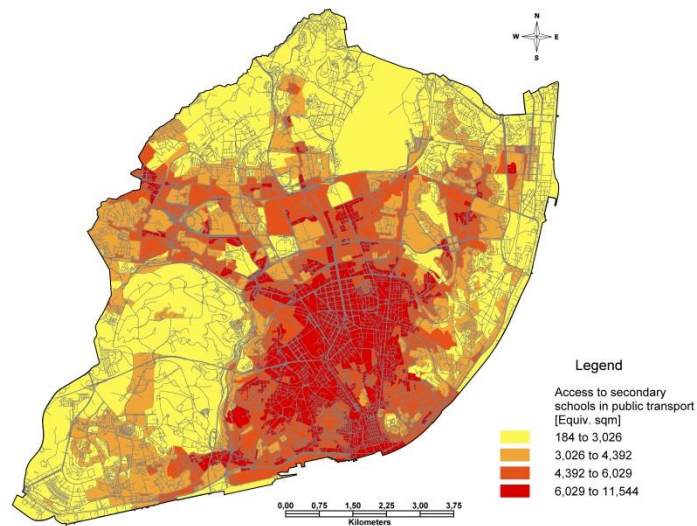 N
W E
S
Legend
Access to secondary
schools in public transport
[Equiv. sqm]
184 to 3,026
3,026 to 4,392
4,392 to 6,029
6,029 to 11,544
0,00 0,75 1,50 2,25 3,00 3,75
Kilometers